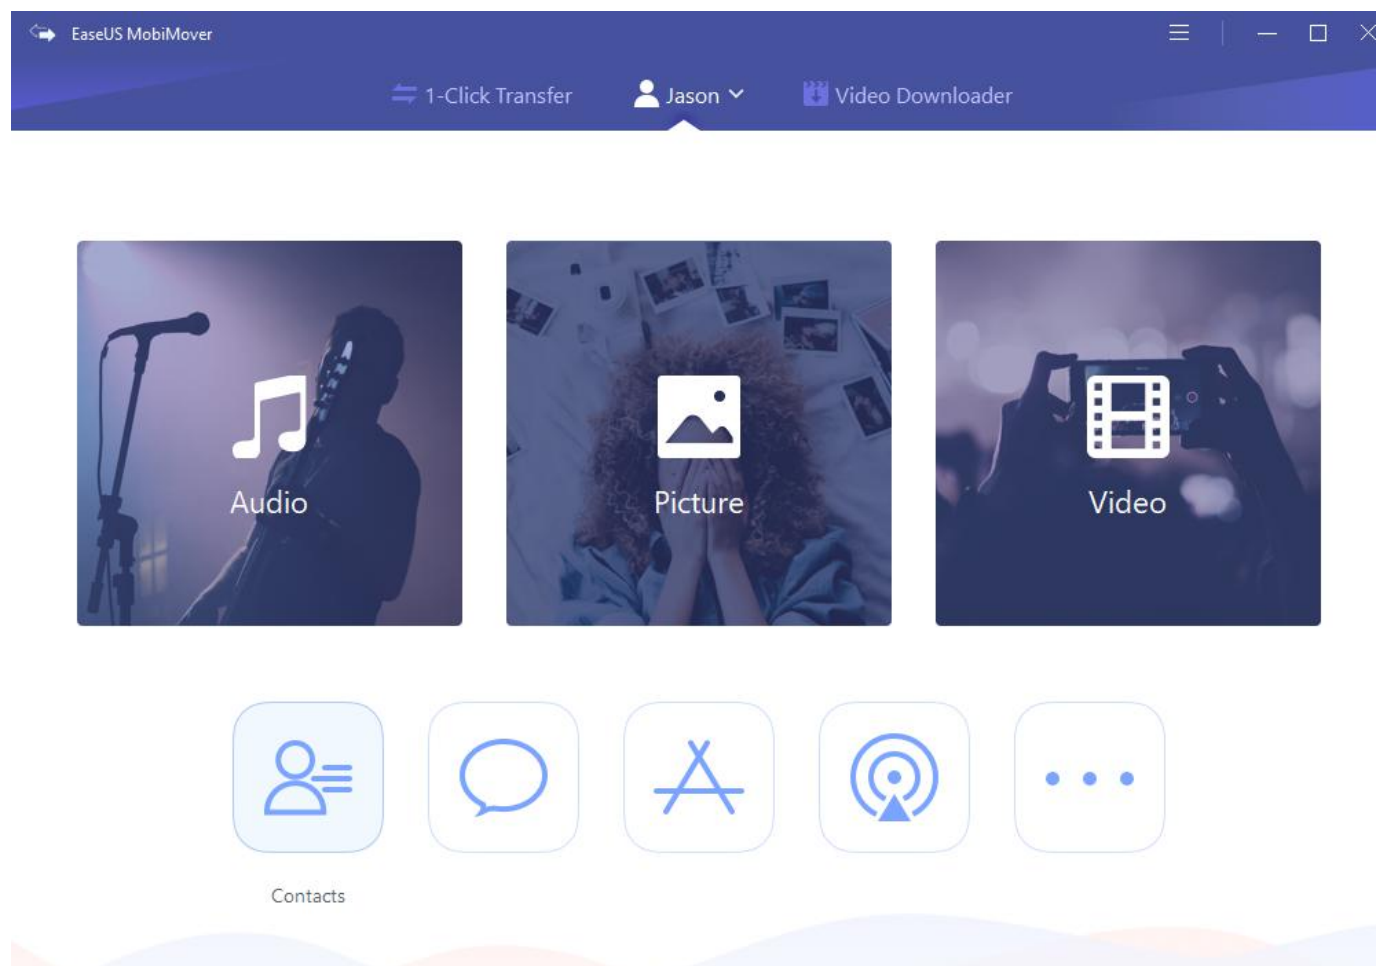 EaseUS MobiMover
1-Click Transfer
Jason
Video Downloader
Audio
Picture
Video
Contacts